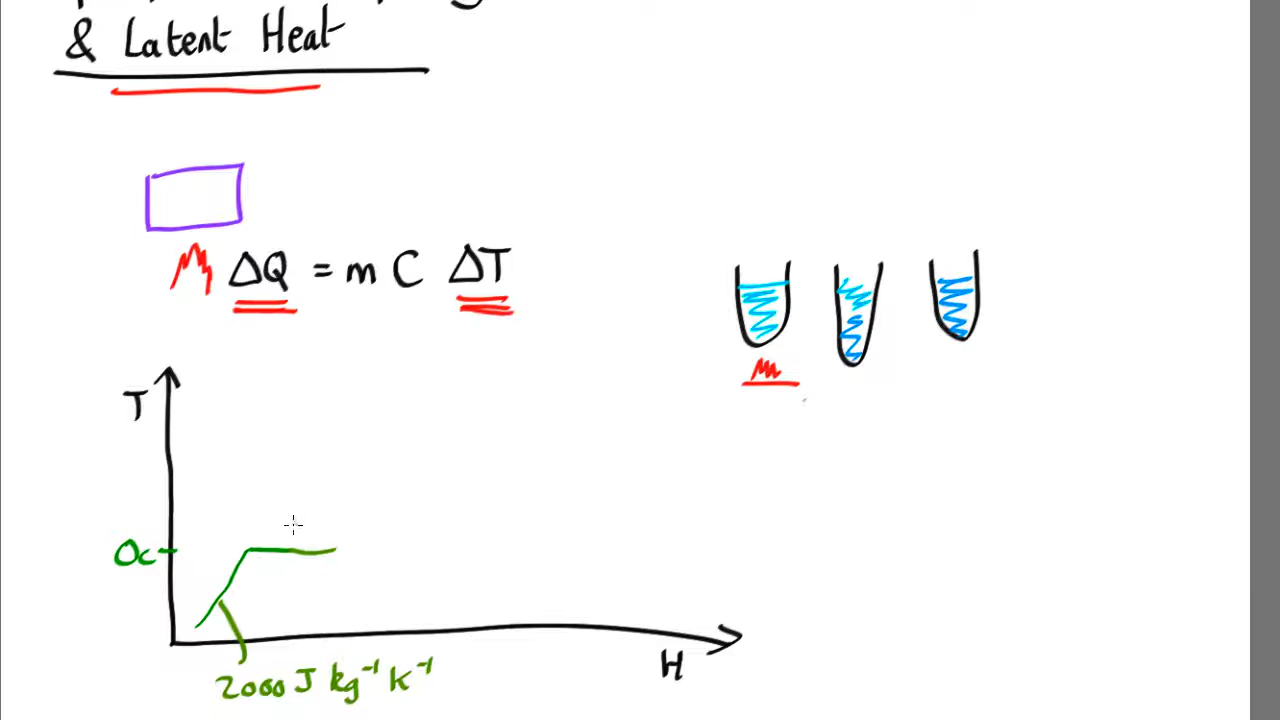 & Latent Heat
ΔQ = m C ΔT
T
0c
H
2000 J kg⁻¹ K⁻¹